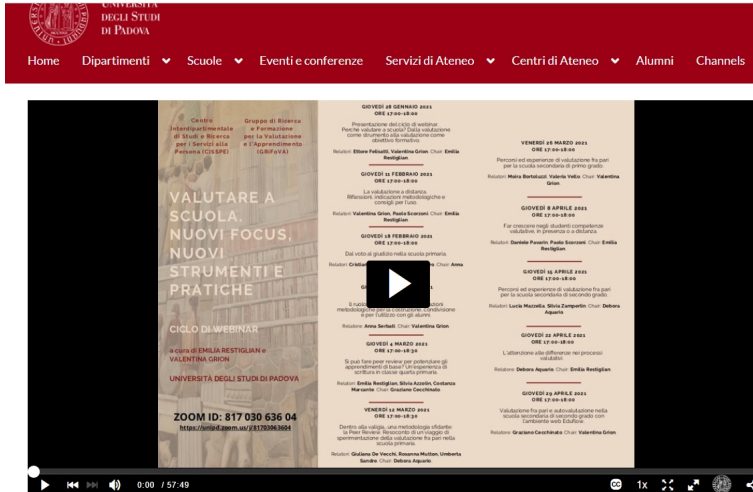 UNIVERSITÀ
DEGLI STUDI
DI PADOVA
Home Dipartimenti Scuole Eventi e conferenze Servizi di Ateneo Centri di Ateneo Alumni Channels
Centro
Interdipartimentale
di Studi e Ricerca
per i Servizi alla
Persona (CISSPE)
Gruppo di Ricerca
e Formazione
per la Valutazione
e l'Apprendimento
(GRiFoVA)
VALUTARE A
SCUOLA.
NUOVI FOCUS,
NUOVI
STRUMENTI E
PRATICHE
CICLO DI WEBINAR
a cura di EMILIA RESTIGLIAN e
VALENTINA GRION
UNIVERSITÀ DEGLI STUDI DI PADOVA
ZOOM ID: 817 030 636 04
https://unipd.zoom.us/j/81703063604
GIOVEDÌ 28 GENNAIO 2021
ORE 17:00-18:00
Presentazione del ciclo di webinar.
Perché valutare a scuola? Dalla valutazione
come strumento alla valutazione come
obiettivo formativo.
Relatori: Ettore Felisatti, Valentina Grion. Chair: Emilia
Restiglian
GIOVEDÌ 11 FEBBRAIO 2021
ORE 17:00-18:00
La valutazione a distanza.
Riflessioni, indicazioni metodologiche e
consigli per l'uso.
Relatori: Valentina Grion, Paolo Scorzoni. Chair: Emilia
Restiglian
GIOVEDÌ 18 FEBBRAIO 2021
ORE 17:00-18:00
Dal voto al giudizio nella scuola primaria.
Relatori: Chair: Anna
Il
metodologiche per la costruzione, condivisione
e per l'utilizzo con gli alunni.
Relatore: Anna Serbati. Chair: Valentina Grion
GIOVEDÌ 4 MARZO 2021
ORE 17:00-18:30
Si può fare peer review per potenziare gli
apprendimenti di base? Un'esperienza di
scrittura in classe quarta primaria.
Relatori: Emilia Restiglian, Silvia Azzolin, Costanza
Marcante. Chair: Graziano Cecchinato
VENERDÌ 12 MARZO 2021
ORE 17:00-18:30
Dentro alla valigia, una metodologia sfidante:
la Peer Review. Resoconto di un viaggio di
sperimentazione della valutazione fra pari nella
scuola primaria.
Relatori: Giuliana De Vecchi, Rosanna Mutton, Umberto
Sandro. Chair: Debora Aquario
VENERDÌ 26 MARZO 2021
ORE 17:00-18:00
Percorsi ed esperienze di valutazione fra pari
per la scuola secondaria di primo grado.
Relatori: Moira Bortoluzzi, Valerio Vello. Chair: Valentina
Grion
GIOVEDÌ 8 APRILE 2021
ORE 17:00-18:00
Far crescere negli studenti competenze
valutative, in presenza o a distanza.
Relatori: Daniele Pavarin, Paolo Scorzoni. Chair: Emilia
Restiglian
GIOVEDÌ 15 APRILE 2021
ORE 17:00-18:00
Percorsi ed esperienze di valutazione fra pari
per la scuola secondaria di secondo grado.
Relatori: Lucia Mazzella, Silvia Zamperlin. Chair: Debora
Aquario
GIOVEDÌ 22 APRILE 2021
ORE 17:00-18:00
L'attenzione alle differenze nei processi
valutativi.
Relatore: Debora Aquario. Chair: Emilia Restiglian
GIOVEDÌ 29 APRILE 2021
ORE 17:00-18:00
Valutazione fra pari e autovalutazione nella
scuola secondaria di secondo grado con
l'ambiente web Eduflow.
Relatore: Graziano Cecchinato. Chair: Valentina Grion
0:00 / 57:49
CC 1x